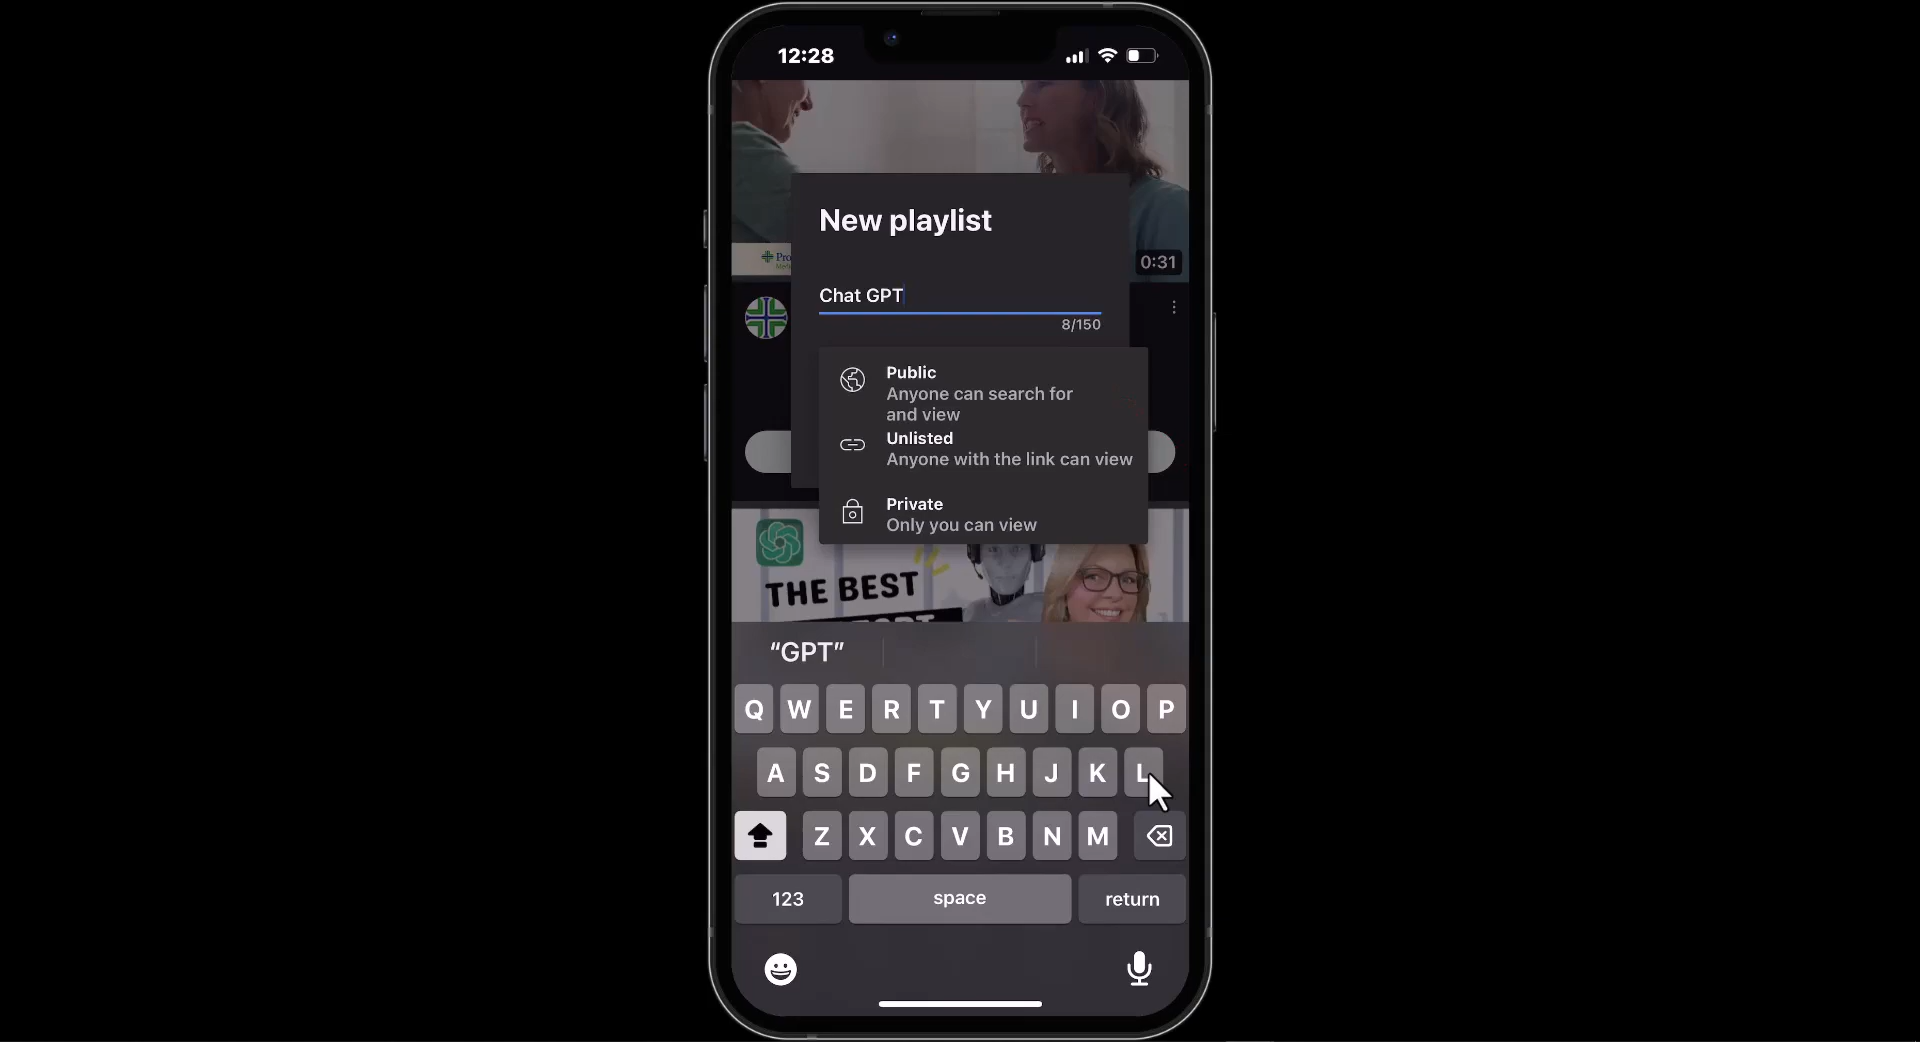 12:28
Pro
0:31
New playlist
Chat GPT
8/150
Public
Anyone can search for
and view
Unlisted
Anyone with the link can view
Private
Only you can view
THE BEST
“GPT”
Q W E R T Y U I O P
A S D F G H J K L
Z X C V B N M
123 space return